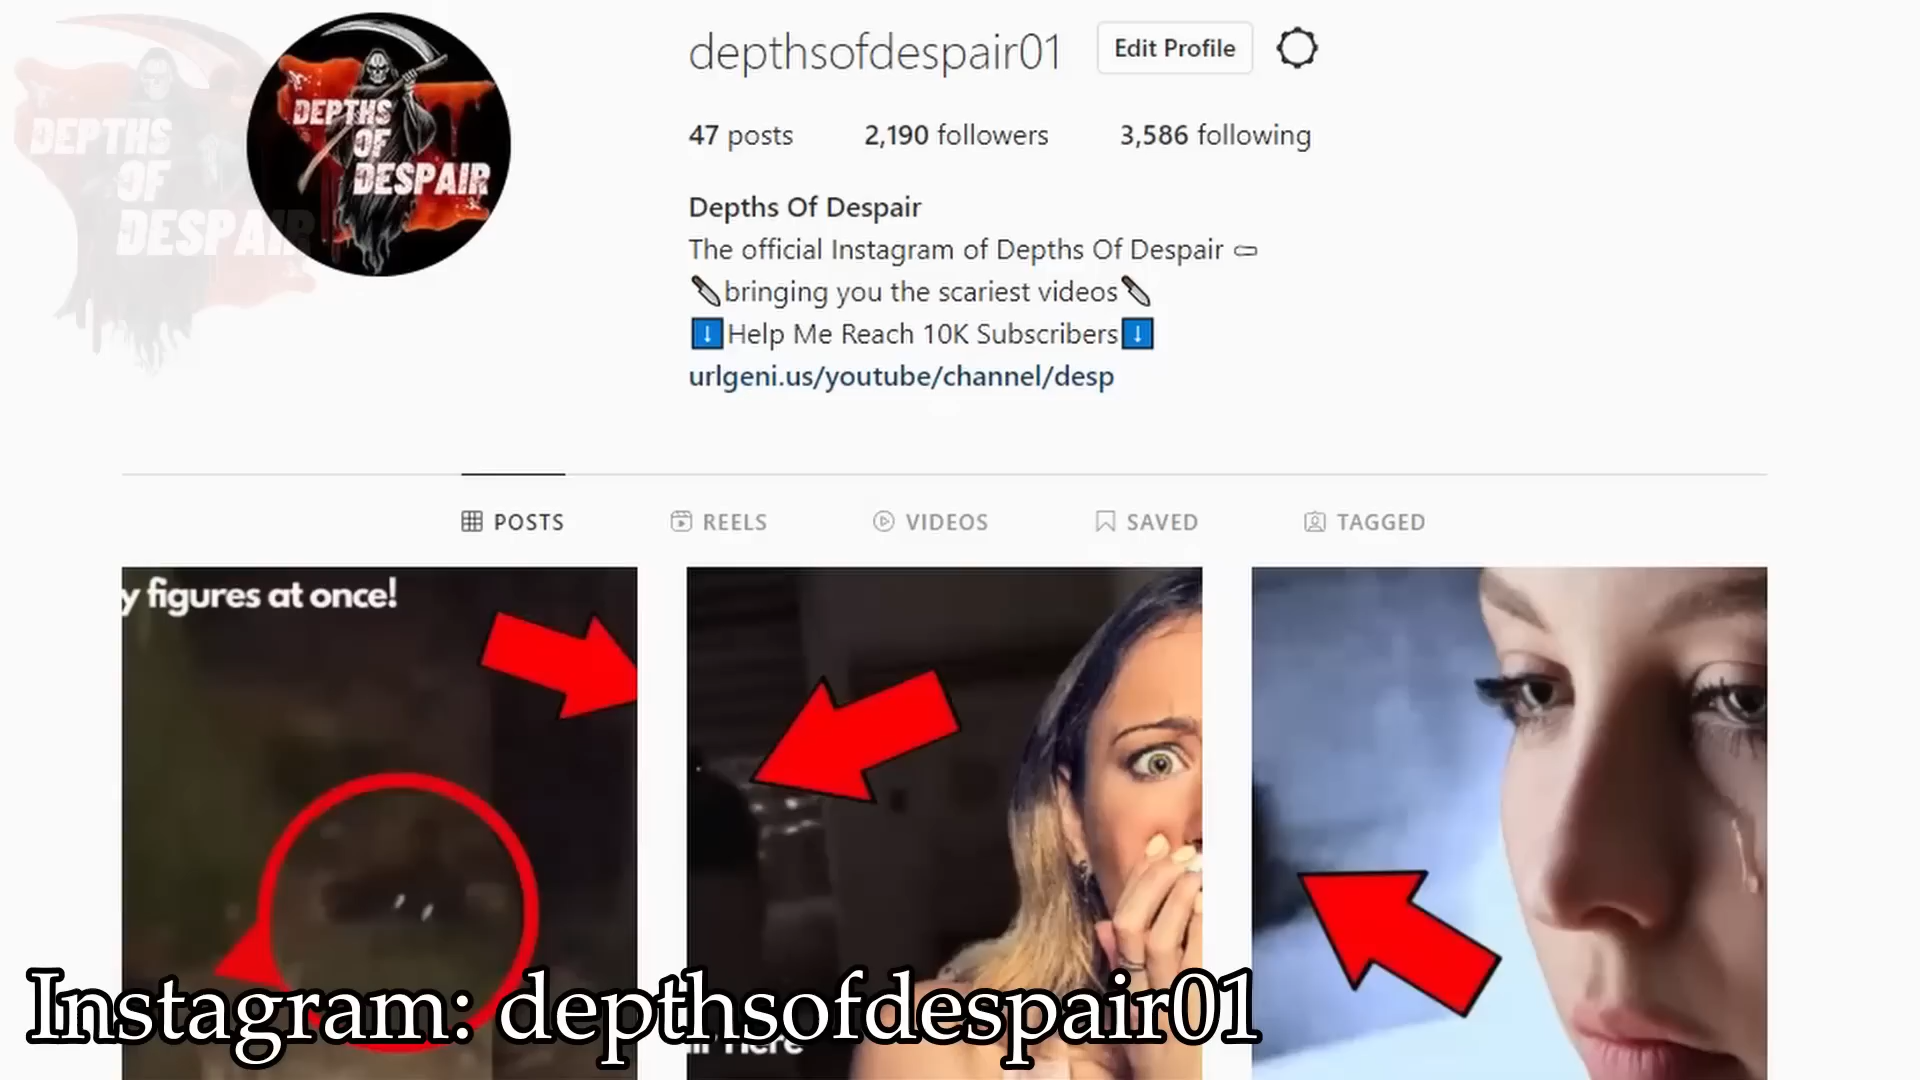 DEPTHS
OF
DESPAIR
DEPTHS
OF
DESPAIR
depthsofdespair01
Edit Profile
47 posts
2,190 followers
3,586 following
Depths Of Despair
The official Instagram of Depths Of Despair
bringing you the scariest videos
Help Me Reach 10K Subscribers
urlgeni.us/youtube/channel/desp
POSTS
REELS
VIDEOS
SAVED
TAGGED
y figures at once!
Here
Instagram: depthsofdespair01